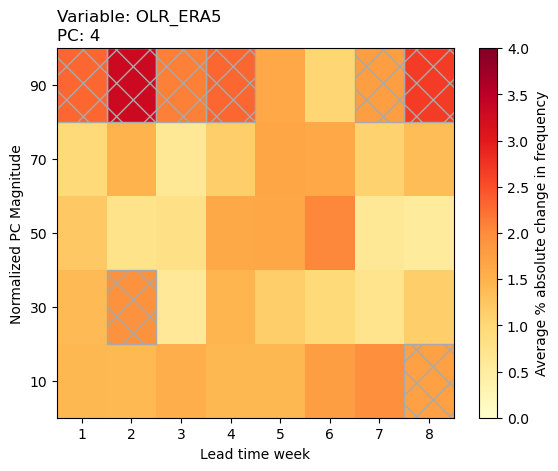 Variable: OLR_ERA5
PC: 4
90
70
50
30
10
Normalized PC Magnitude
1 2 3 4 5 6 7 8
Lead time week
4.0
3.5
3.0
2.5
2.0
1.5
1.0
0.5
0.0
Average % absolute change in frequency